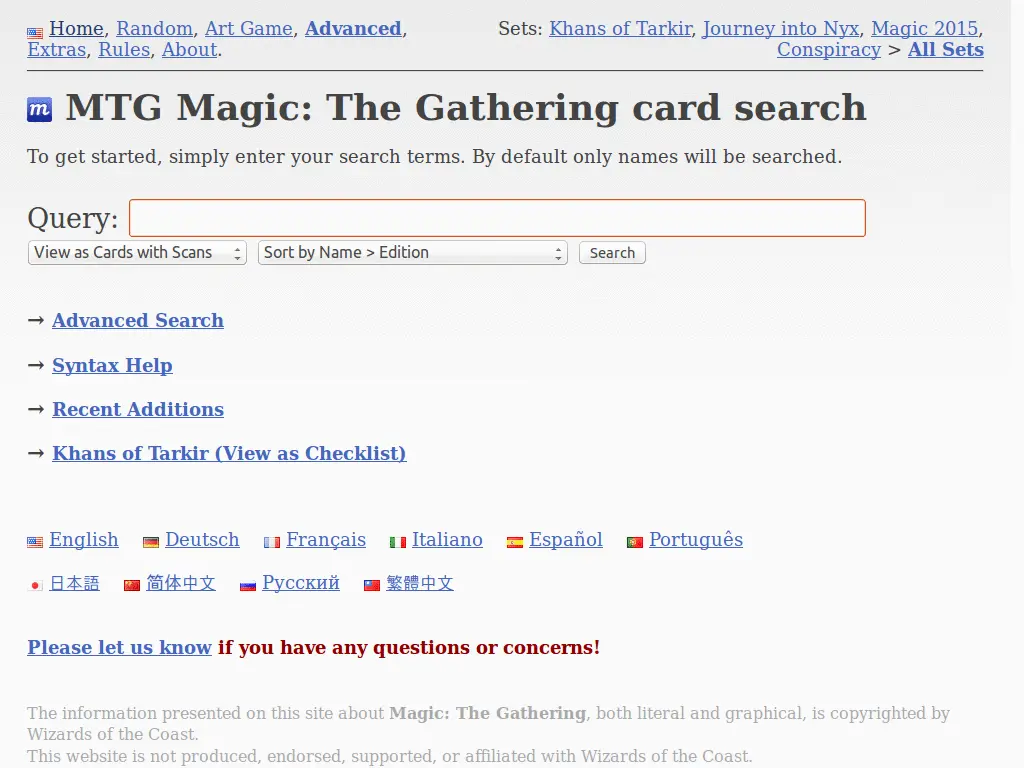 Home, Random, Art Game, Advanced, Extras, Rules, About.
Sets: Khans of Tarkir, Journey into Nyx, Magic 2015, Conspiracy > All Sets
m MTG Magic: The Gathering card search
To get started, simply enter your search terms. By default only names will be searched.
Query:
View as Cards with Scans Sort by Name > Edition Search
→ Advanced Search
→ Syntax Help
→ Recent Additions
→ Khans of Tarkir (View as Checklist)
English Deutsch Français Italiano Español Português
日本語 简体中文 Русский 繁體中文
Please let us know if you have any questions or concerns!
The information presented on this site about Magic: The Gathering, both literal and graphical, is copyrighted by
Wizards of the Coast.
This website is not produced, endorsed, supported, or affiliated with Wizards of the Coast.